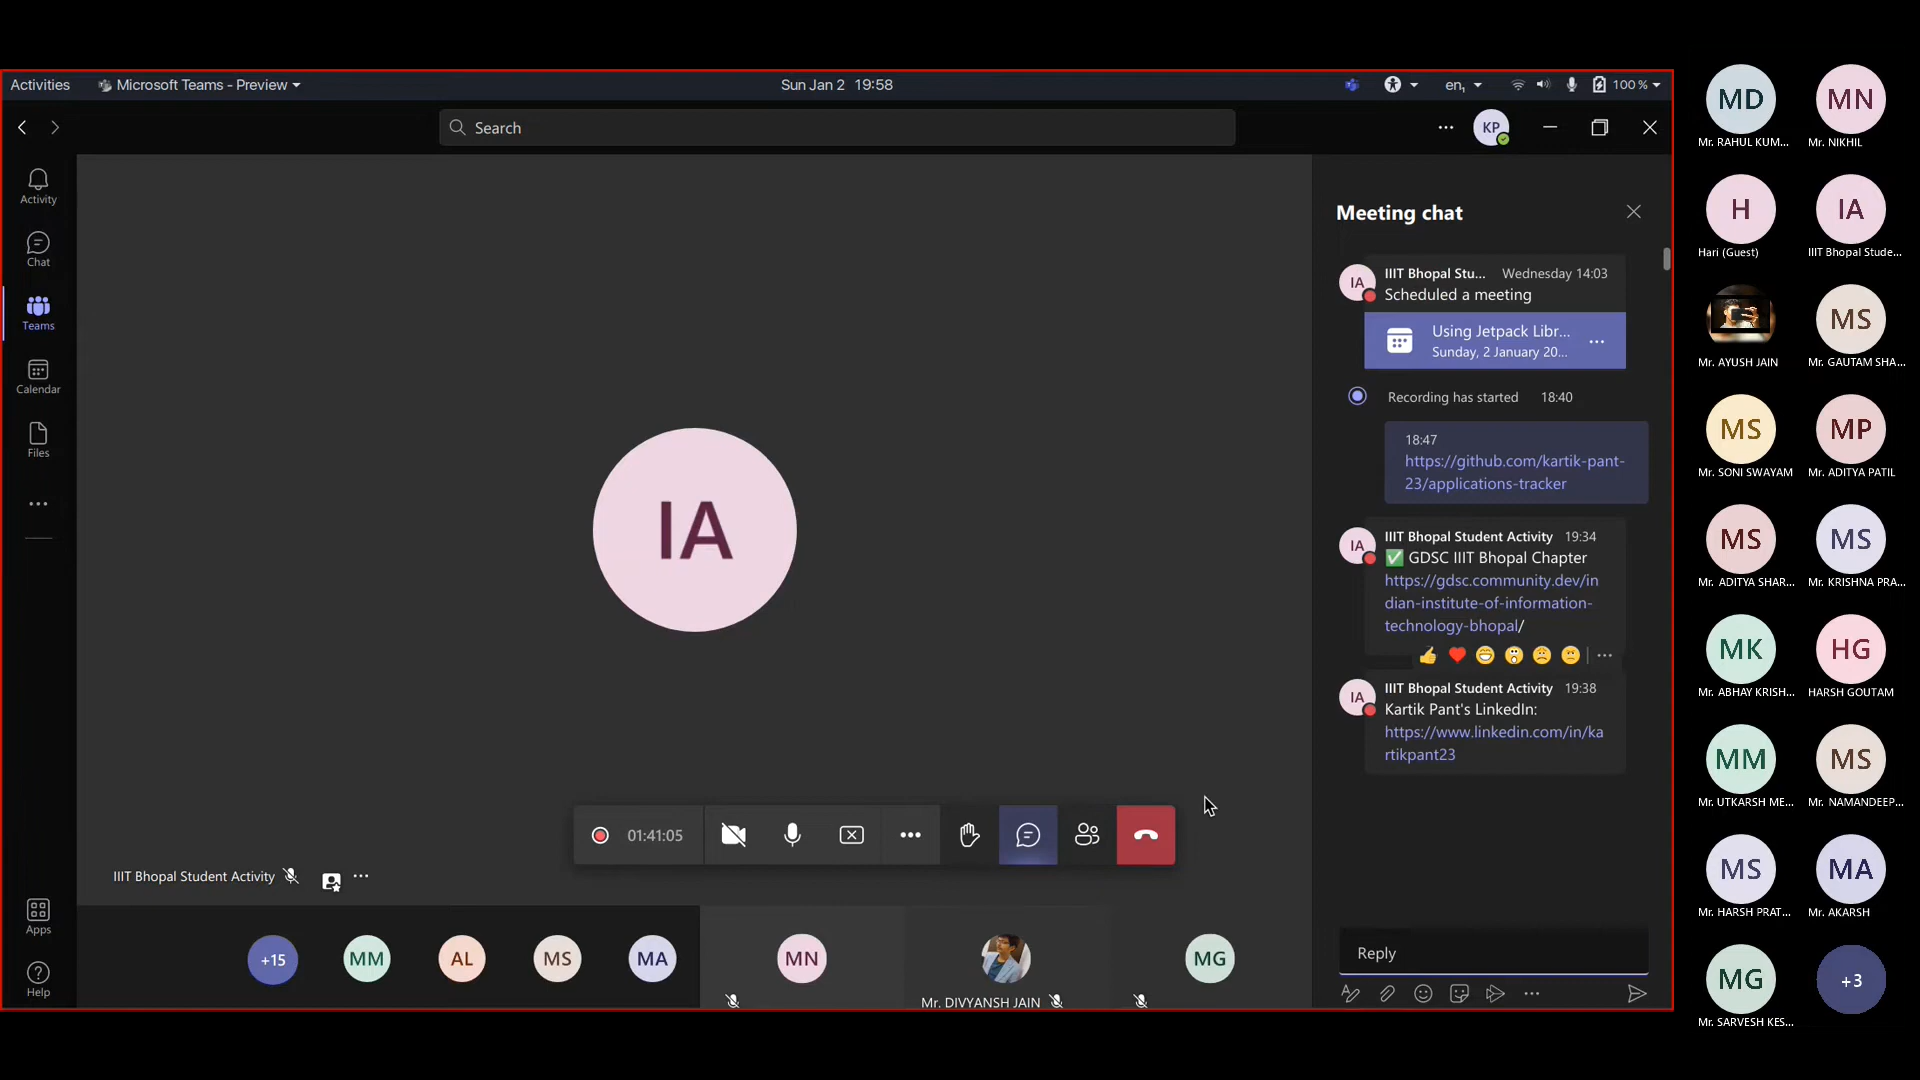 Activities
Microsoft Teams - Preview
Sun Jan 2 19:58
en₁
100 %
Search
KP
Activity
Chat
Teams
Calendar
Files
Apps
Help
IA
01:41:05
IIIT Bhopal Student Activity
+15
MM
AL
MS
MA
MN
Mr. DIVYANSH JAIN
MG
Meeting chat
IA
IIIT Bhopal Stu... Wednesday 14:03
Scheduled a meeting
Using Jetpack Libr...
Sunday, 2 January 20...
Recording has started 18:40
18:47
https://github.com/kartik-pant-
23/applications-tracker
IA
IIIT Bhopal Student Activity 19:34
✅ GDSC IIIT Bhopal Chapter
https://gdsc.community.dev/in
dian-institute-of-information-
technology-bhopal/
IA
IIIT Bhopal Student Activity 19:38
Kartik Pant's LinkedIn:
https://www.linkedin.com/in/ka
rtikpant23
Reply
MD
Mr. RAHUL KUM...
MN
Mr. NIKHIL
H
Hari (Guest)
IA
IIIT Bhopal Stude...
Mr. AYUSH JAIN
MS
Mr. GAUTAM SHA...
MS
Mr. SONI SWAYAM
MP
Mr. ADITYA PATIL
MS
Mr. ADITYA SHAR...
MS
Mr. KRISHNA PRA...
MK
Mr. ABHAY KRISH...
HG
HARSH GOUTAM
MM
Mr. UTKARSH ME...
MS
Mr. NAMANDEEP...
MS
Mr. HARSH PRAT...
MA
Mr. AKARSH
MG
Mr. SARVESH KES...
+3